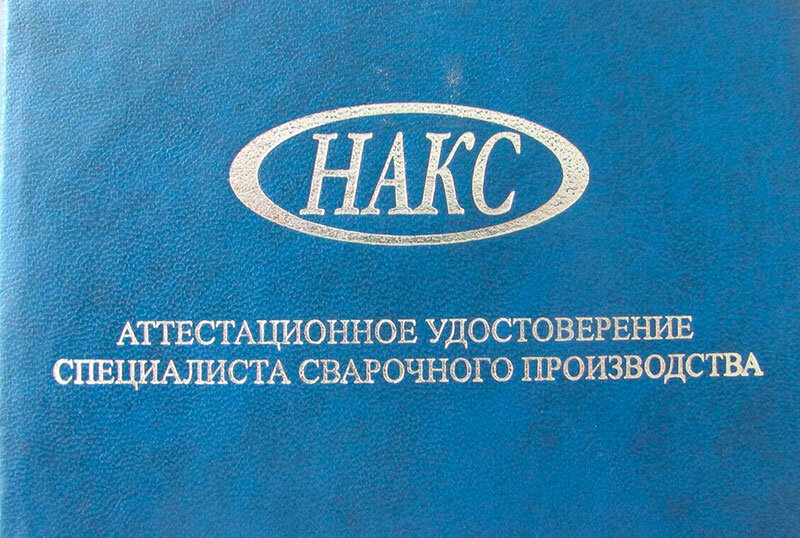 НАКС
АТТЕСТАЦИОННОЕ УДОСТОВЕРЕНИЕ
СПЕЦИАЛИСТА СВАРОЧНОГО ПРОИЗВОДСТВА